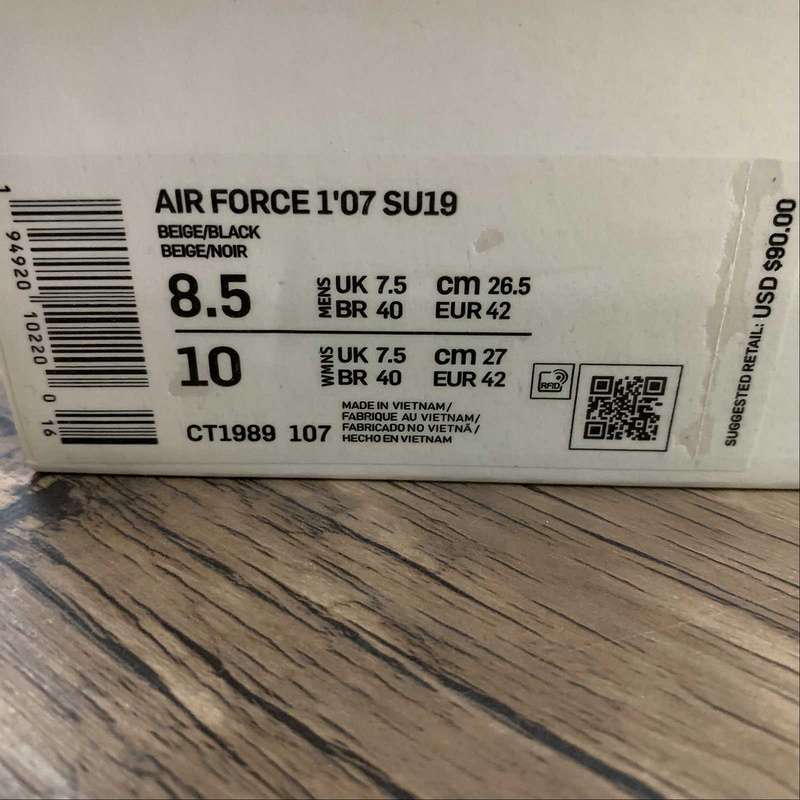 AIR FORCE 1'07 SU19
BEIGE/BLACK
BEIGE/NOIR
8.5 MENS UK 7.5 cm 26.5
BR 40 EUR 42
10 WMNS UK 7.5 cm 27
BR 40 EUR 42
RFID
CT1989 107
MADE IN VIETNAM/
FABRIQUE AU VIETNAM/
FABRICADO NO VIETNÃ/
HECHO EN VIETNAM
1 94920 10220 0 16
SUGGESTED RETAIL: USD $90.00